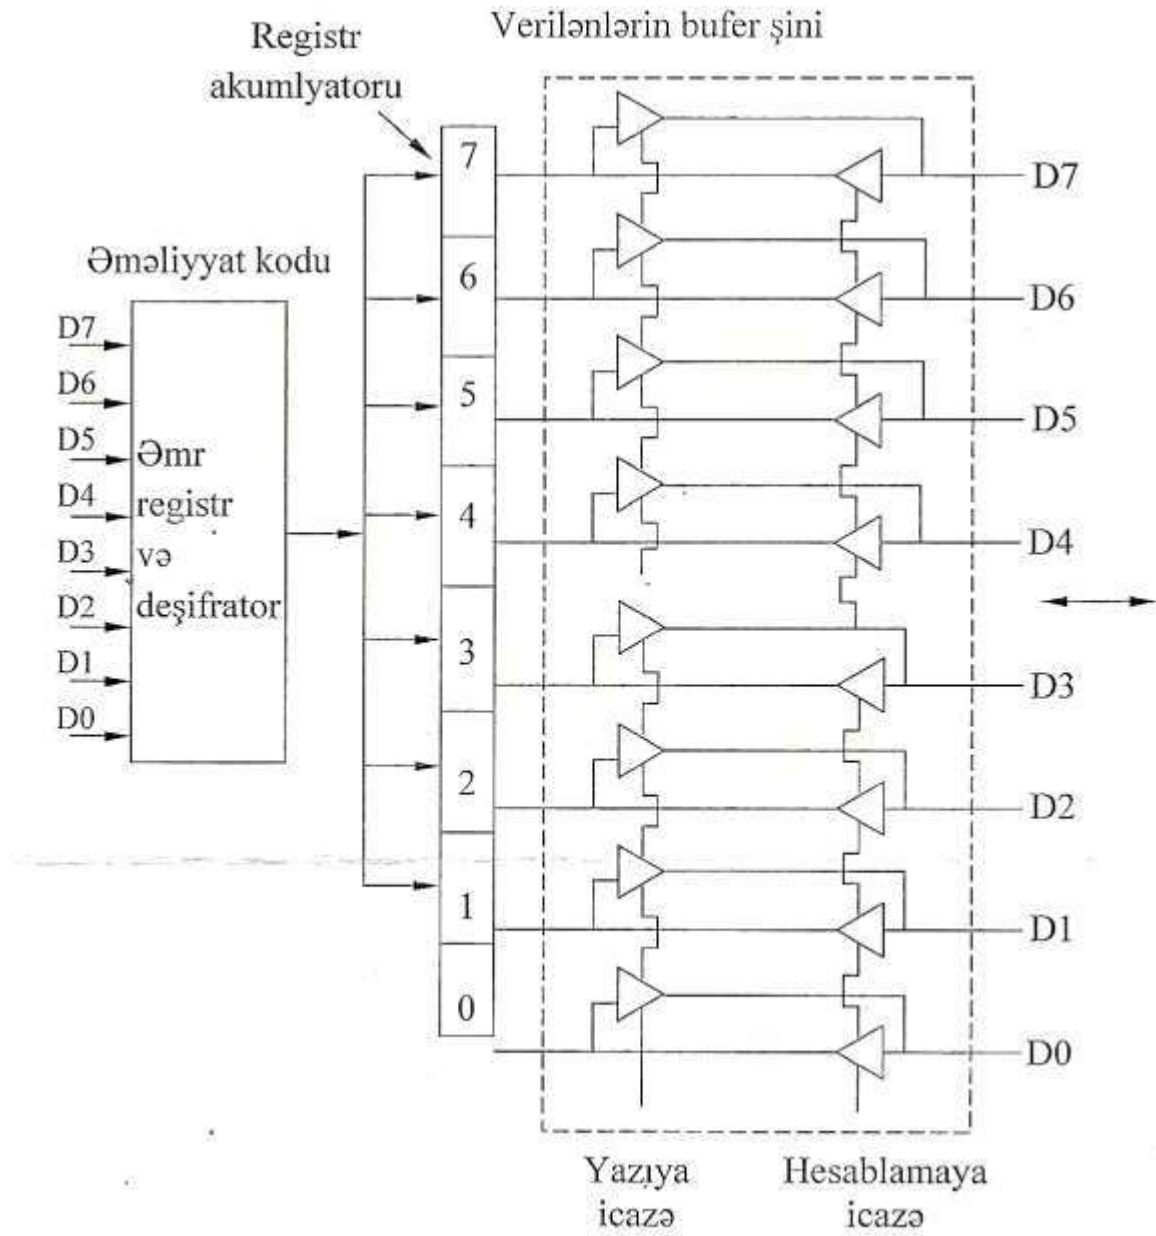 Verilənlərin bufer şini
Registr
akumlyatoru
Əməliyyat kodu
D7
D6
D5
D4
D3
D2
D1
D0
Əmr
registr
və
deşifrator
7
6
5
4
3
2
1
0
D7
D6
D5
D4
D3
D2
D1
D0
Yazıya
icazə
Hesablamaya
icazə